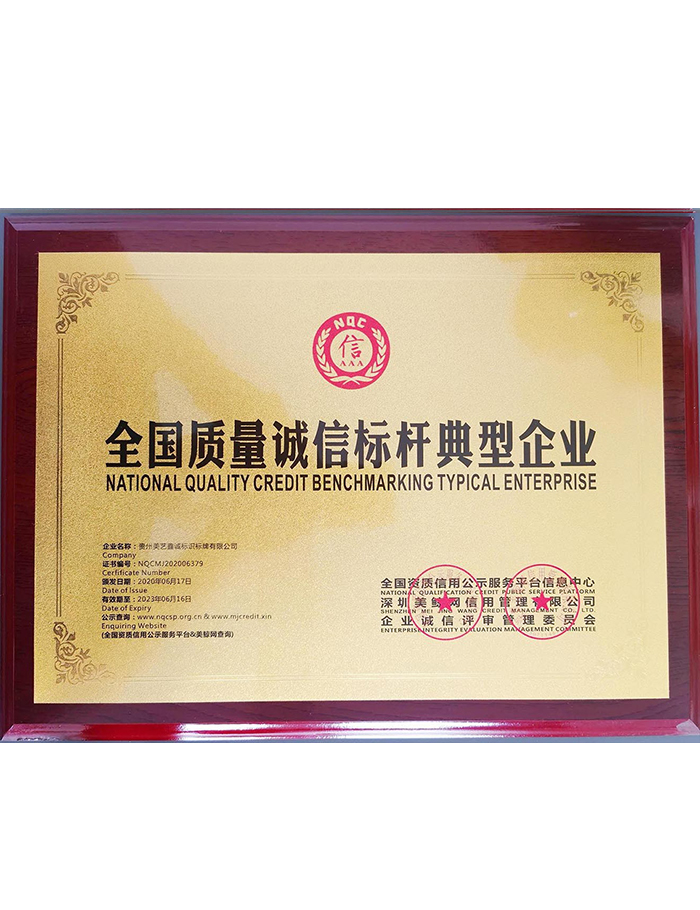 NQC
信
AAA
全国质量诚信标杆典型企业
NATIONAL QUALITY CREDIT BENCHMARKING TYPICAL ENTERPRISE
企业名称：贵州美艺鑫诚标识标牌有限公司
Company
证书编号：NQCMJ202006379
Cerfificate Number
颁发日期：2020年06月17日
Date of Issue
有效期至：2023年06月16日
Date of Expiry
公示查询：www.nqcsp.org.cn & www.mjcredit.xin
Enquiring Website
(全国资质信用公示服务平台&美鲸网查询)
全国资质信用公示服务平台信息中心
NATIONAL QUALIFICATION CREDIT PUBLIC SERVICE PLATFORM
深圳美鲸网信用管理有限公司
SHENZHEN MEI JING WANG CREDIT MANAGEMENT CO., LTD.
企业诚信评审管理委员会
ENTERPRISE INTEGRITY EVALUATION MANAGEMENT COMMITTEE